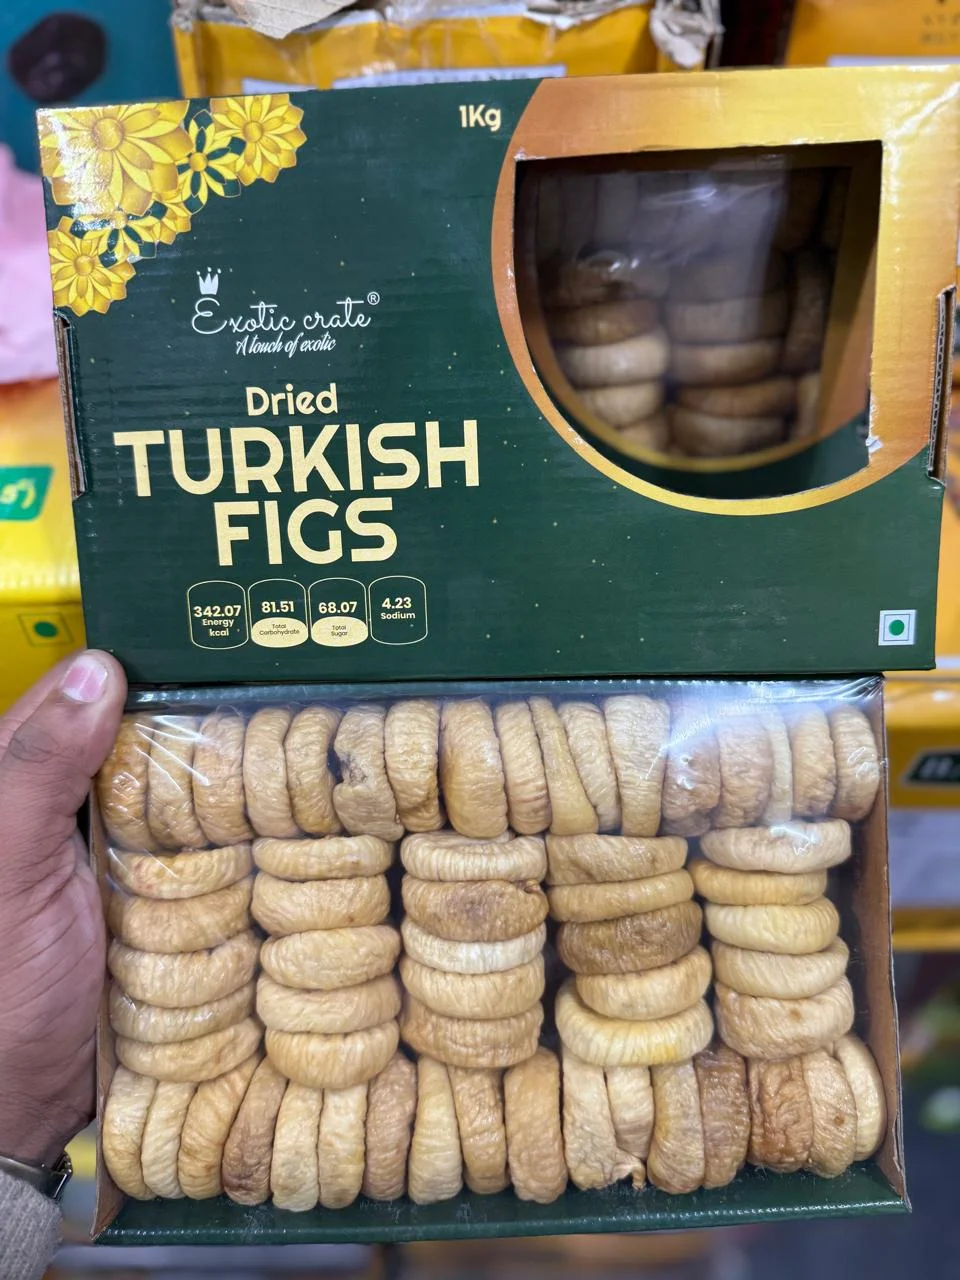 1Kg
Exotic crate®
A touch of exotic
Dried
TURKISH
FIGS
342.07
Energy
kcal
81.51
Total
Carbohydrate
68.07
Total
Sugar
4.23
Sodium